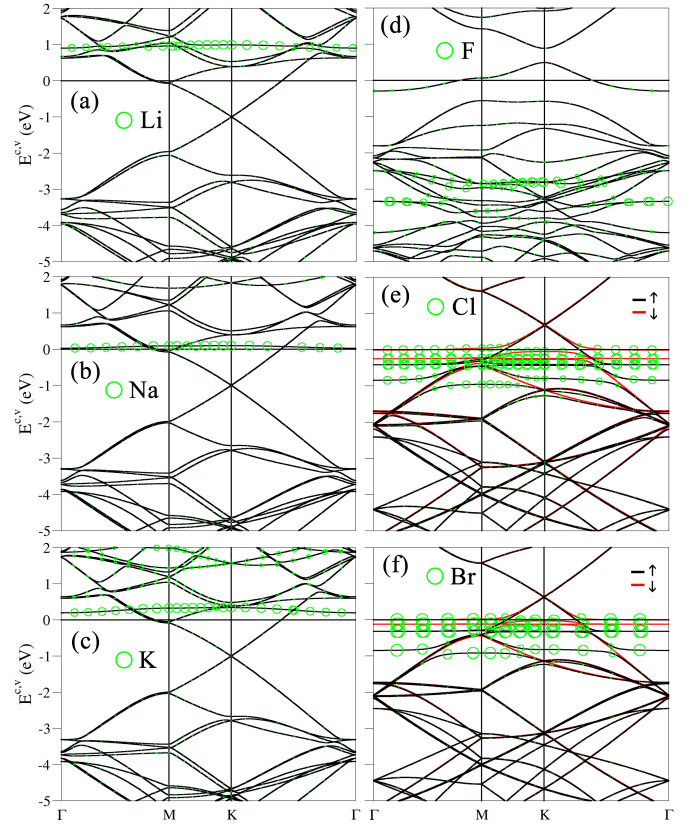 2
1
0
-1
-2
-3
-4
-5
E^c,v (eV)
(a)
Li
2
1
0
-1
-2
-3
-4
-5
E^c,v (eV)
(b)
Na
2
1
0
-1
-2
-3
-4
-5
E^c,v (eV)
(c)
K
Γ M K Γ
(d)
F
(e)
Cl
↑
↓
(f)
Br
↑
↓
Γ M K Γ